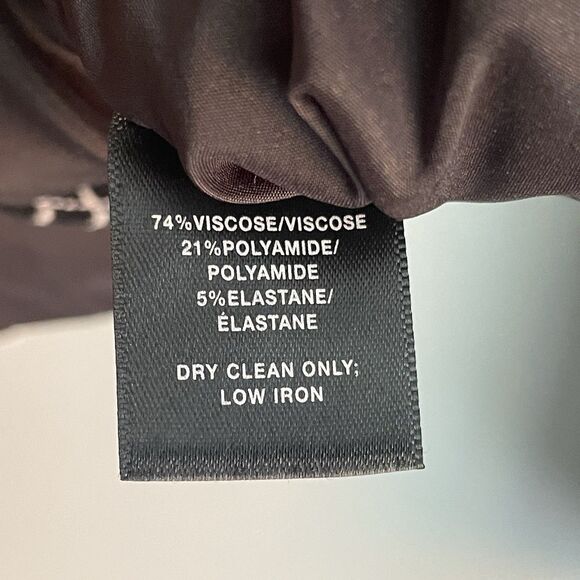 74%VISCOSE/VISCOSE
21%POLYAMIDE/
POLYAMIDE
5%ELASTANE/
ÉLASTANE
DRY CLEAN ONLY;
LOW IRON